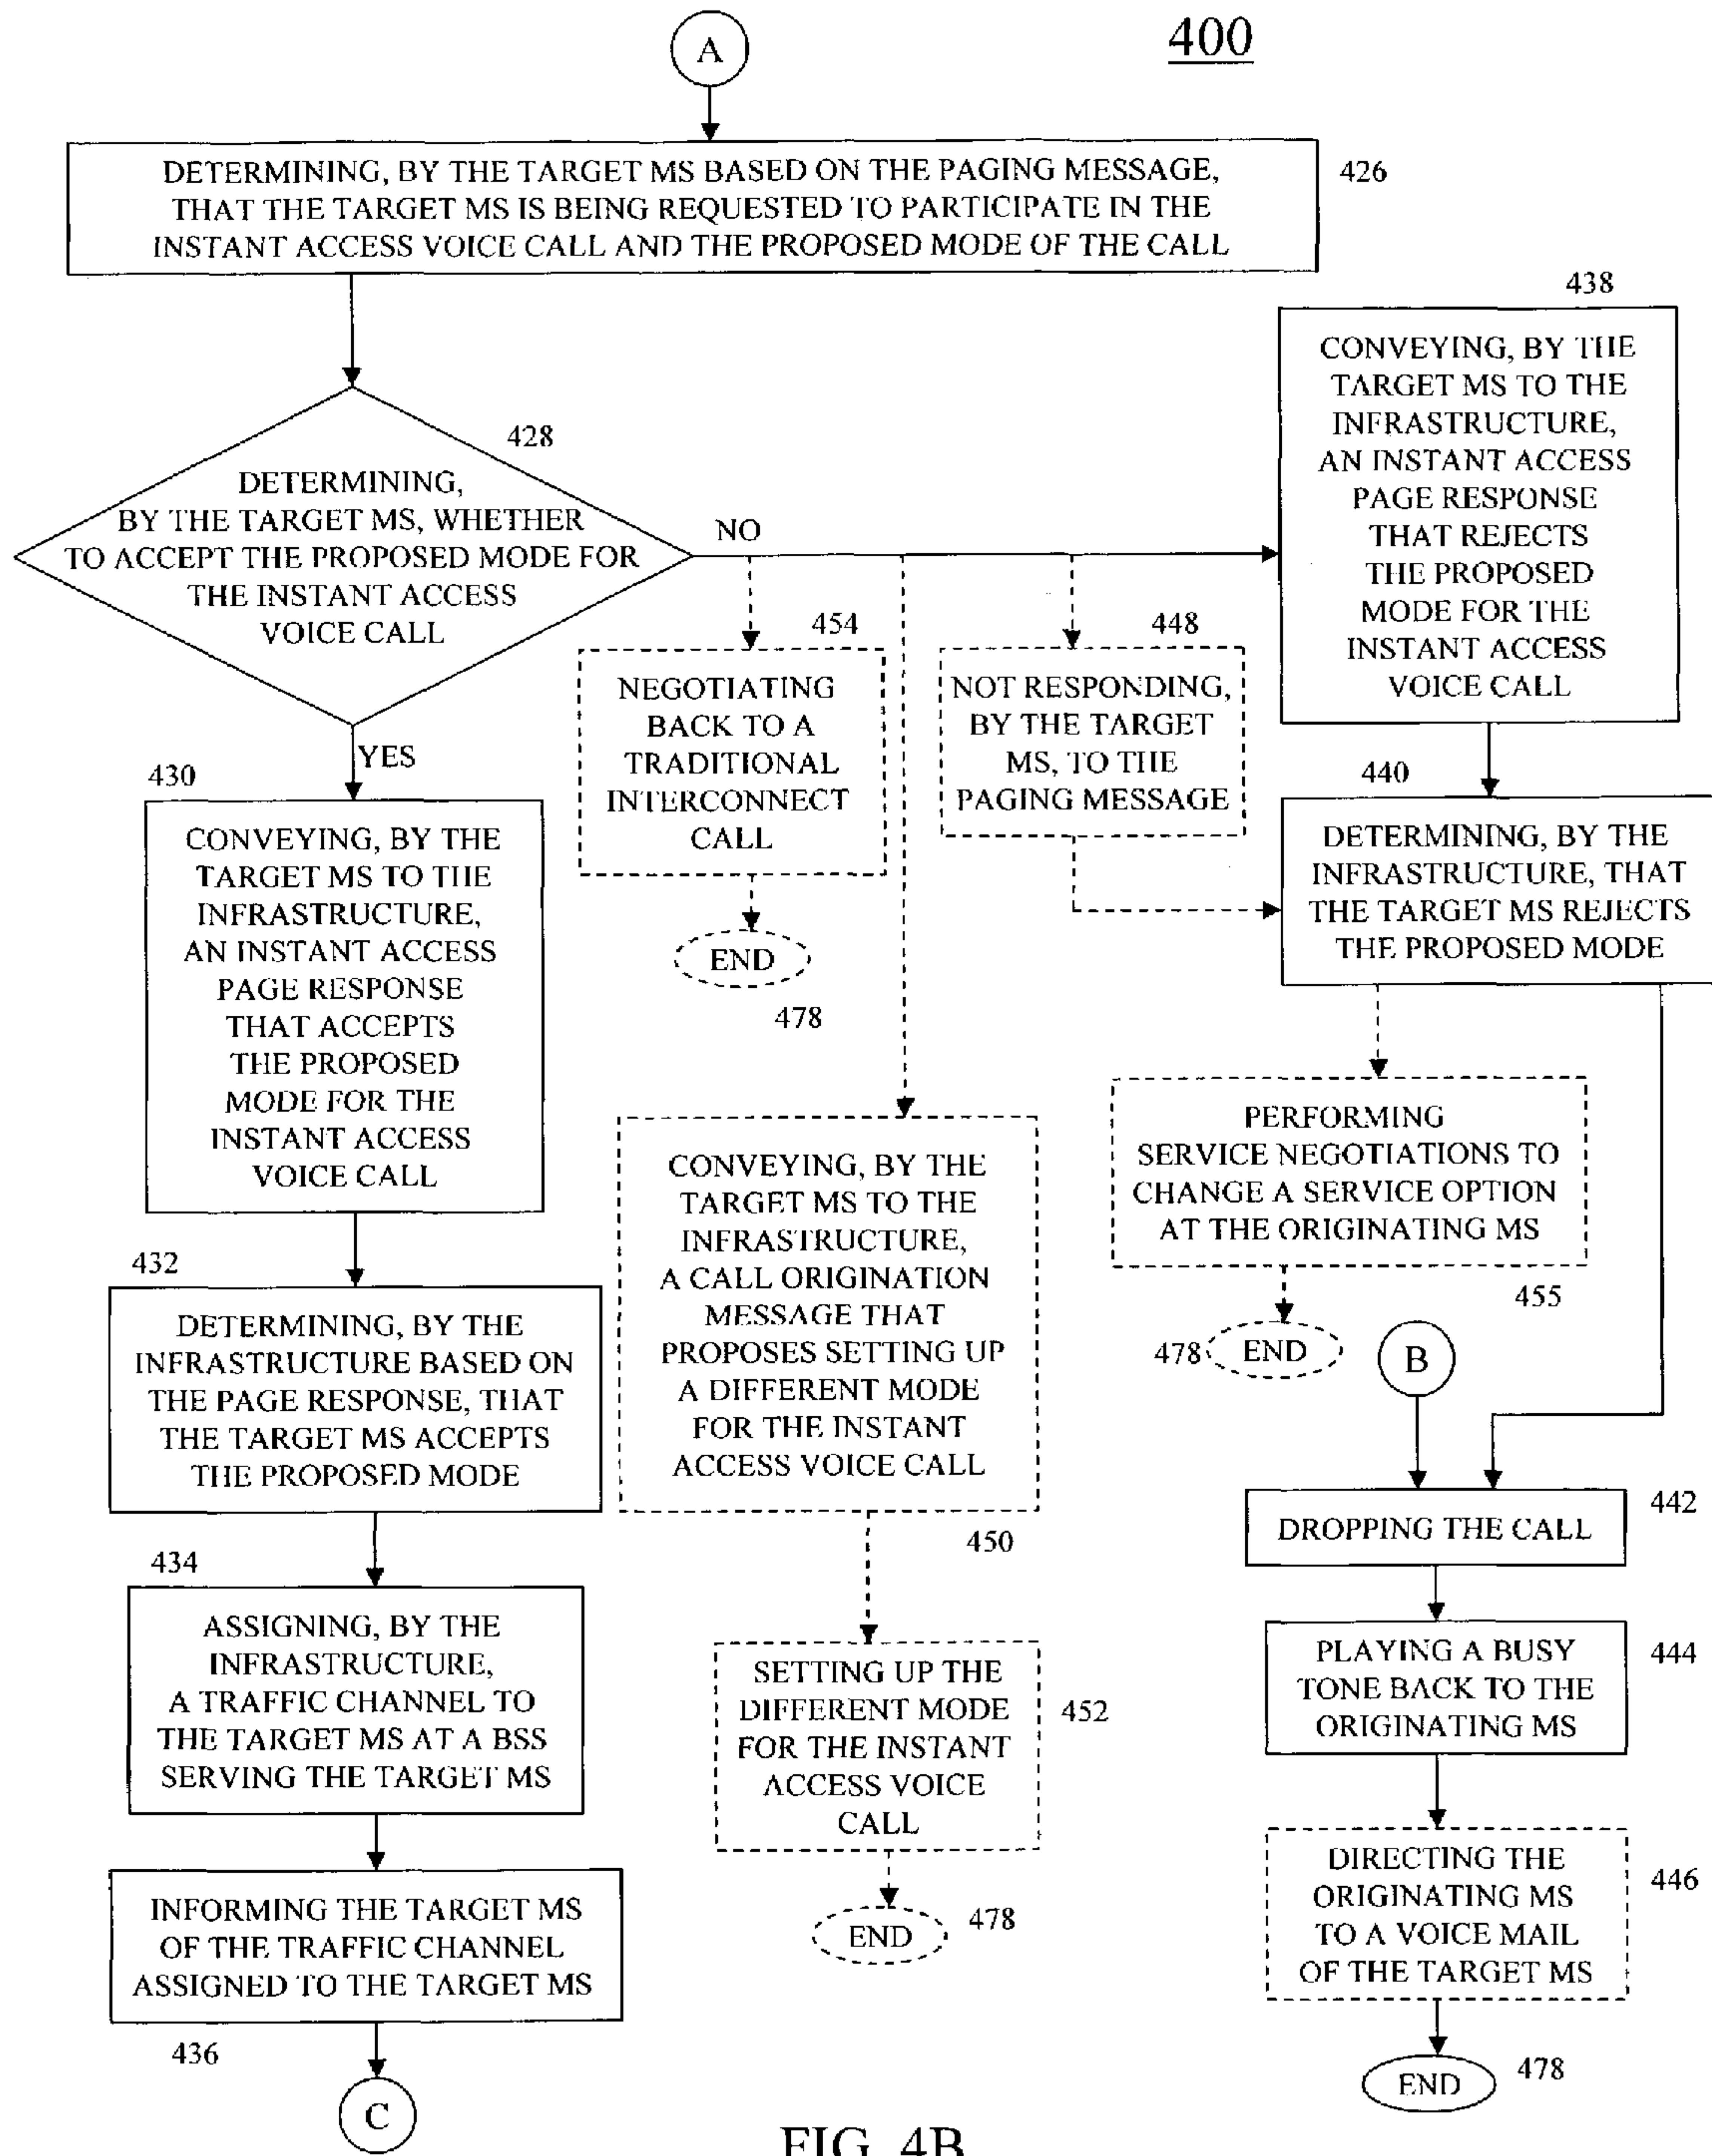 400
A
DETERMINING, BY THE TARGET MS BASED ON THE PAGING MESSAGE,
THAT THE TARGET MS IS BEING REQUESTED TO PARTICIPATE IN THE
INSTANT ACCESS VOICE CALL AND THE PROPOSED MODE OF THE CALL
426
428
DETERMINING,
BY THE TARGET MS, WHETHER
TO ACCEPT THE PROPOSED MODE FOR
THE INSTANT ACCESS
VOICE CALL
NO
YES
438
CONVEYING, BY THE
TARGET MS TO THE
INFRASTRUCTURE,
AN INSTANT ACCESS
PAGE RESPONSE
THAT REJECTS
THE PROPOSED
MODE FOR THE
INSTANT ACCESS
VOICE CALL
454
NEGOTIATING
BACK TO A
TRADITIONAL
INTERCONNECT
CALL
END
478
448
NOT RESPONDING,
BY THE TARGET
MS, TO THE
PAGING MESSAGE
440
DETERMINING, BY THE
INFRASTRUCTURE, THAT
THE TARGET MS REJECTS
THE PROPOSED MODE
430
CONVEYING, BY THE
TARGET MS TO THE
INFRASTRUCTURE,
AN INSTANT ACCESS
PAGE RESPONSE
THAT ACCEPTS
THE PROPOSED
MODE FOR THE
INSTANT ACCESS
VOICE CALL
432
DETERMINING, BY THE
INFRASTRUCTURE BASED ON
THE PAGE RESPONSE, THAT
THE TARGET MS ACCEPTS
THE PROPOSED MODE
434
ASSIGNING, BY THE
INFRASTRUCTURE,
A TRAFFIC CHANNEL TO
THE TARGET MS AT A BSS
SERVING THE TARGET MS
INFORMING THE TARGET MS
OF THE TRAFFIC CHANNEL
ASSIGNED TO THE TARGET MS
436
C
CONVEYING, BY THE
TARGET MS TO THE
INFRASTRUCTURE,
A CALL ORIGINATION
MESSAGE THAT
PROPOSES SETTING UP
A DIFFERENT MODE
FOR THE INSTANT
ACCESS VOICE CALL
450
SETTING UP THE
DIFFERENT MODE
FOR THE INSTANT
ACCESS VOICE
CALL
452
END
478
PERFORMING
SERVICE NEGOTIATIONS TO
CHANGE A SERVICE OPTION
AT THE ORIGINATING MS
455
478
END
B
DROPPING THE CALL
442
PLAYING A BUSY
TONE BACK TO THE
ORIGINATING MS
444
DIRECTING THE
ORIGINATING MS
TO A VOICE MAIL
OF THE TARGET MS
446
END
478
FIG. 4B